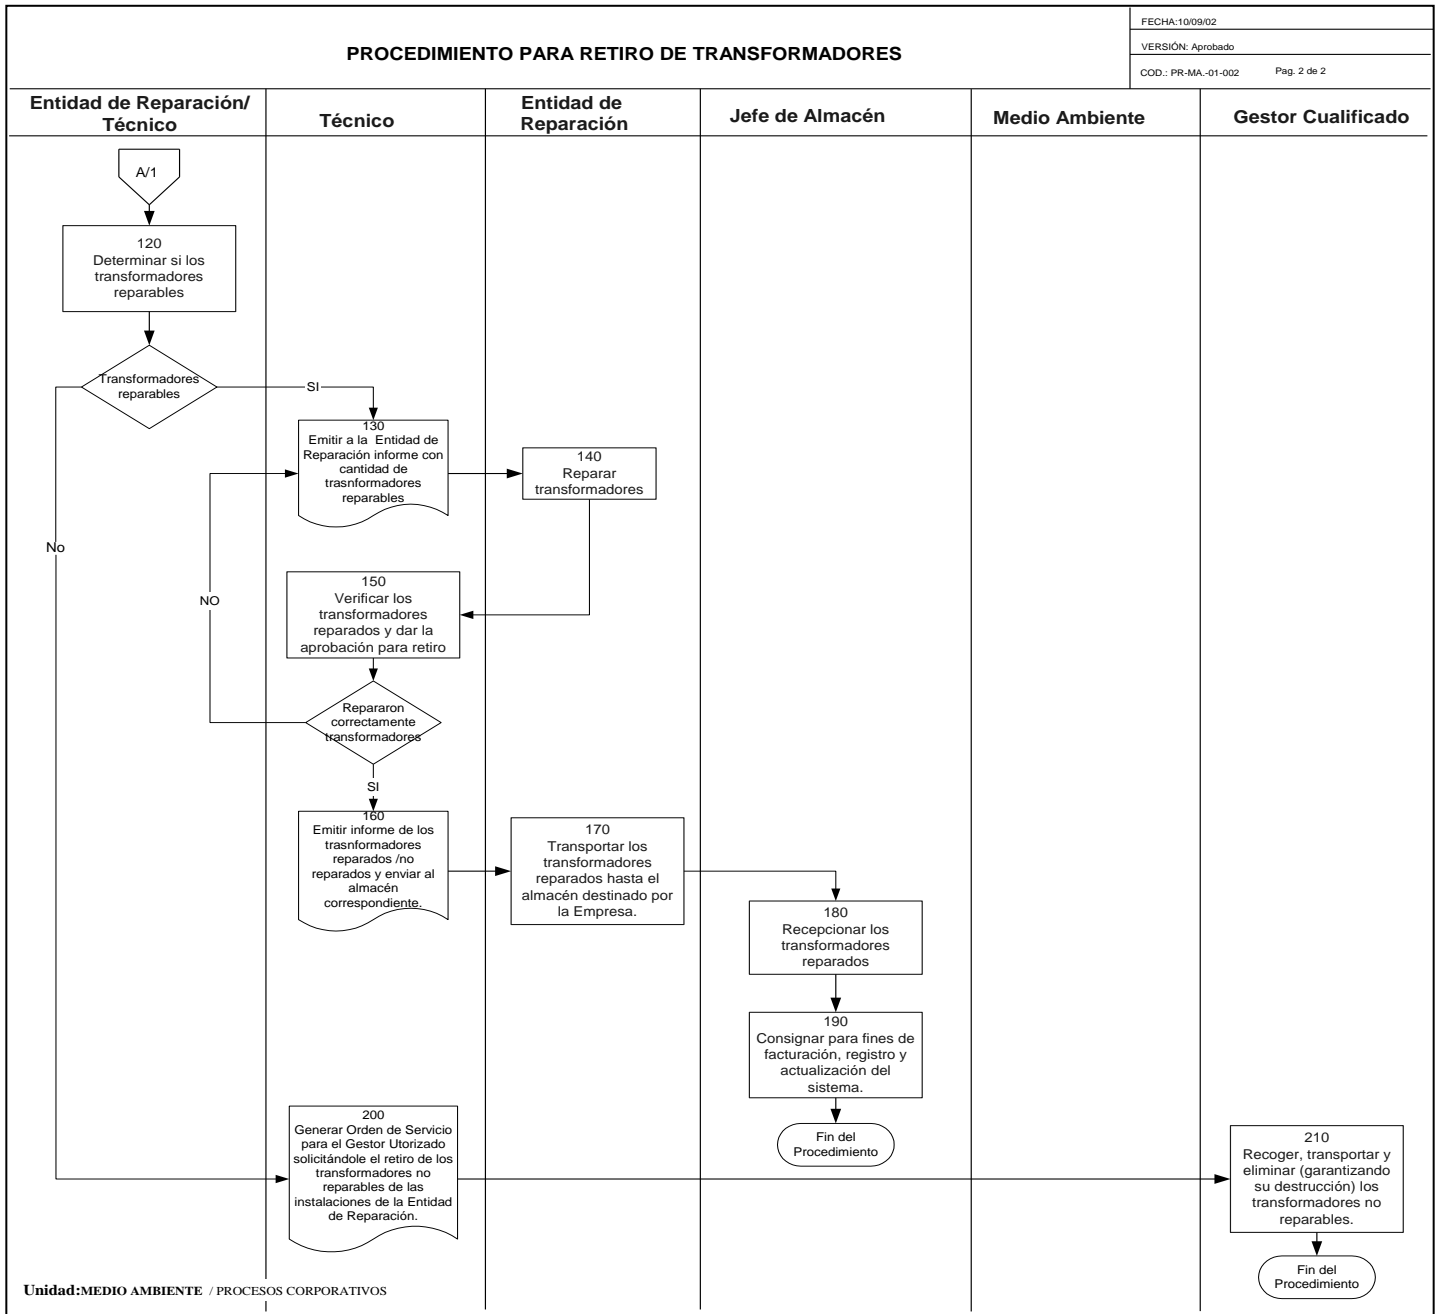 FECHA:10/09/02
PROCEDIMIENTO PARA RETIRO DE TRANSFORMADORES
VERSIÓN: Aprobado
COD.: PR-MA.-01-002 Pag. 2 de 2
Entidad de Reparación/
Técnico
Técnico
Entidad de
Reparación
Jefe de Almacén
Medio Ambiente
Gestor Cualificado
A/1
120
Determinar si los
transformadores
reparables
Transformadores
reparables
SI
No
130
Emitir a la Entidad de
Reparación informe con
cantidad de
trasnformadores
reparables
140
Reparar
transformadores
150
Verificar los
transformadores
reparados y dar la
aprobación para retiro
NO
Repararon
correctamente
transformadores
SI
160
Emitir informe de los
trasnformadores
reparados /no
reparados y enviar al
almacén
correspondiente.
170
Transportar los
transformadores
reparados hasta el
almacén destinado por
la Empresa.
180
Recepcionar los
transformadores
reparados
190
Consignar para fines de
facturación, registro y
actualización del
sistema.
Fin del
Procedimiento
200
Generar Orden de Servicio
para el Gestor Utorizado
solicitándole el retiro de los
transformadores no
reparables de las
instalaciones de la Entidad
de Reparación.
210
Recoger, transportar y
eliminar (garantizando
su destrucción) los
transformadores no
reparables.
Fin del
Procedimiento
Unidad:MEDIO AMBIENTE / PROCESOS CORPORATIVOS